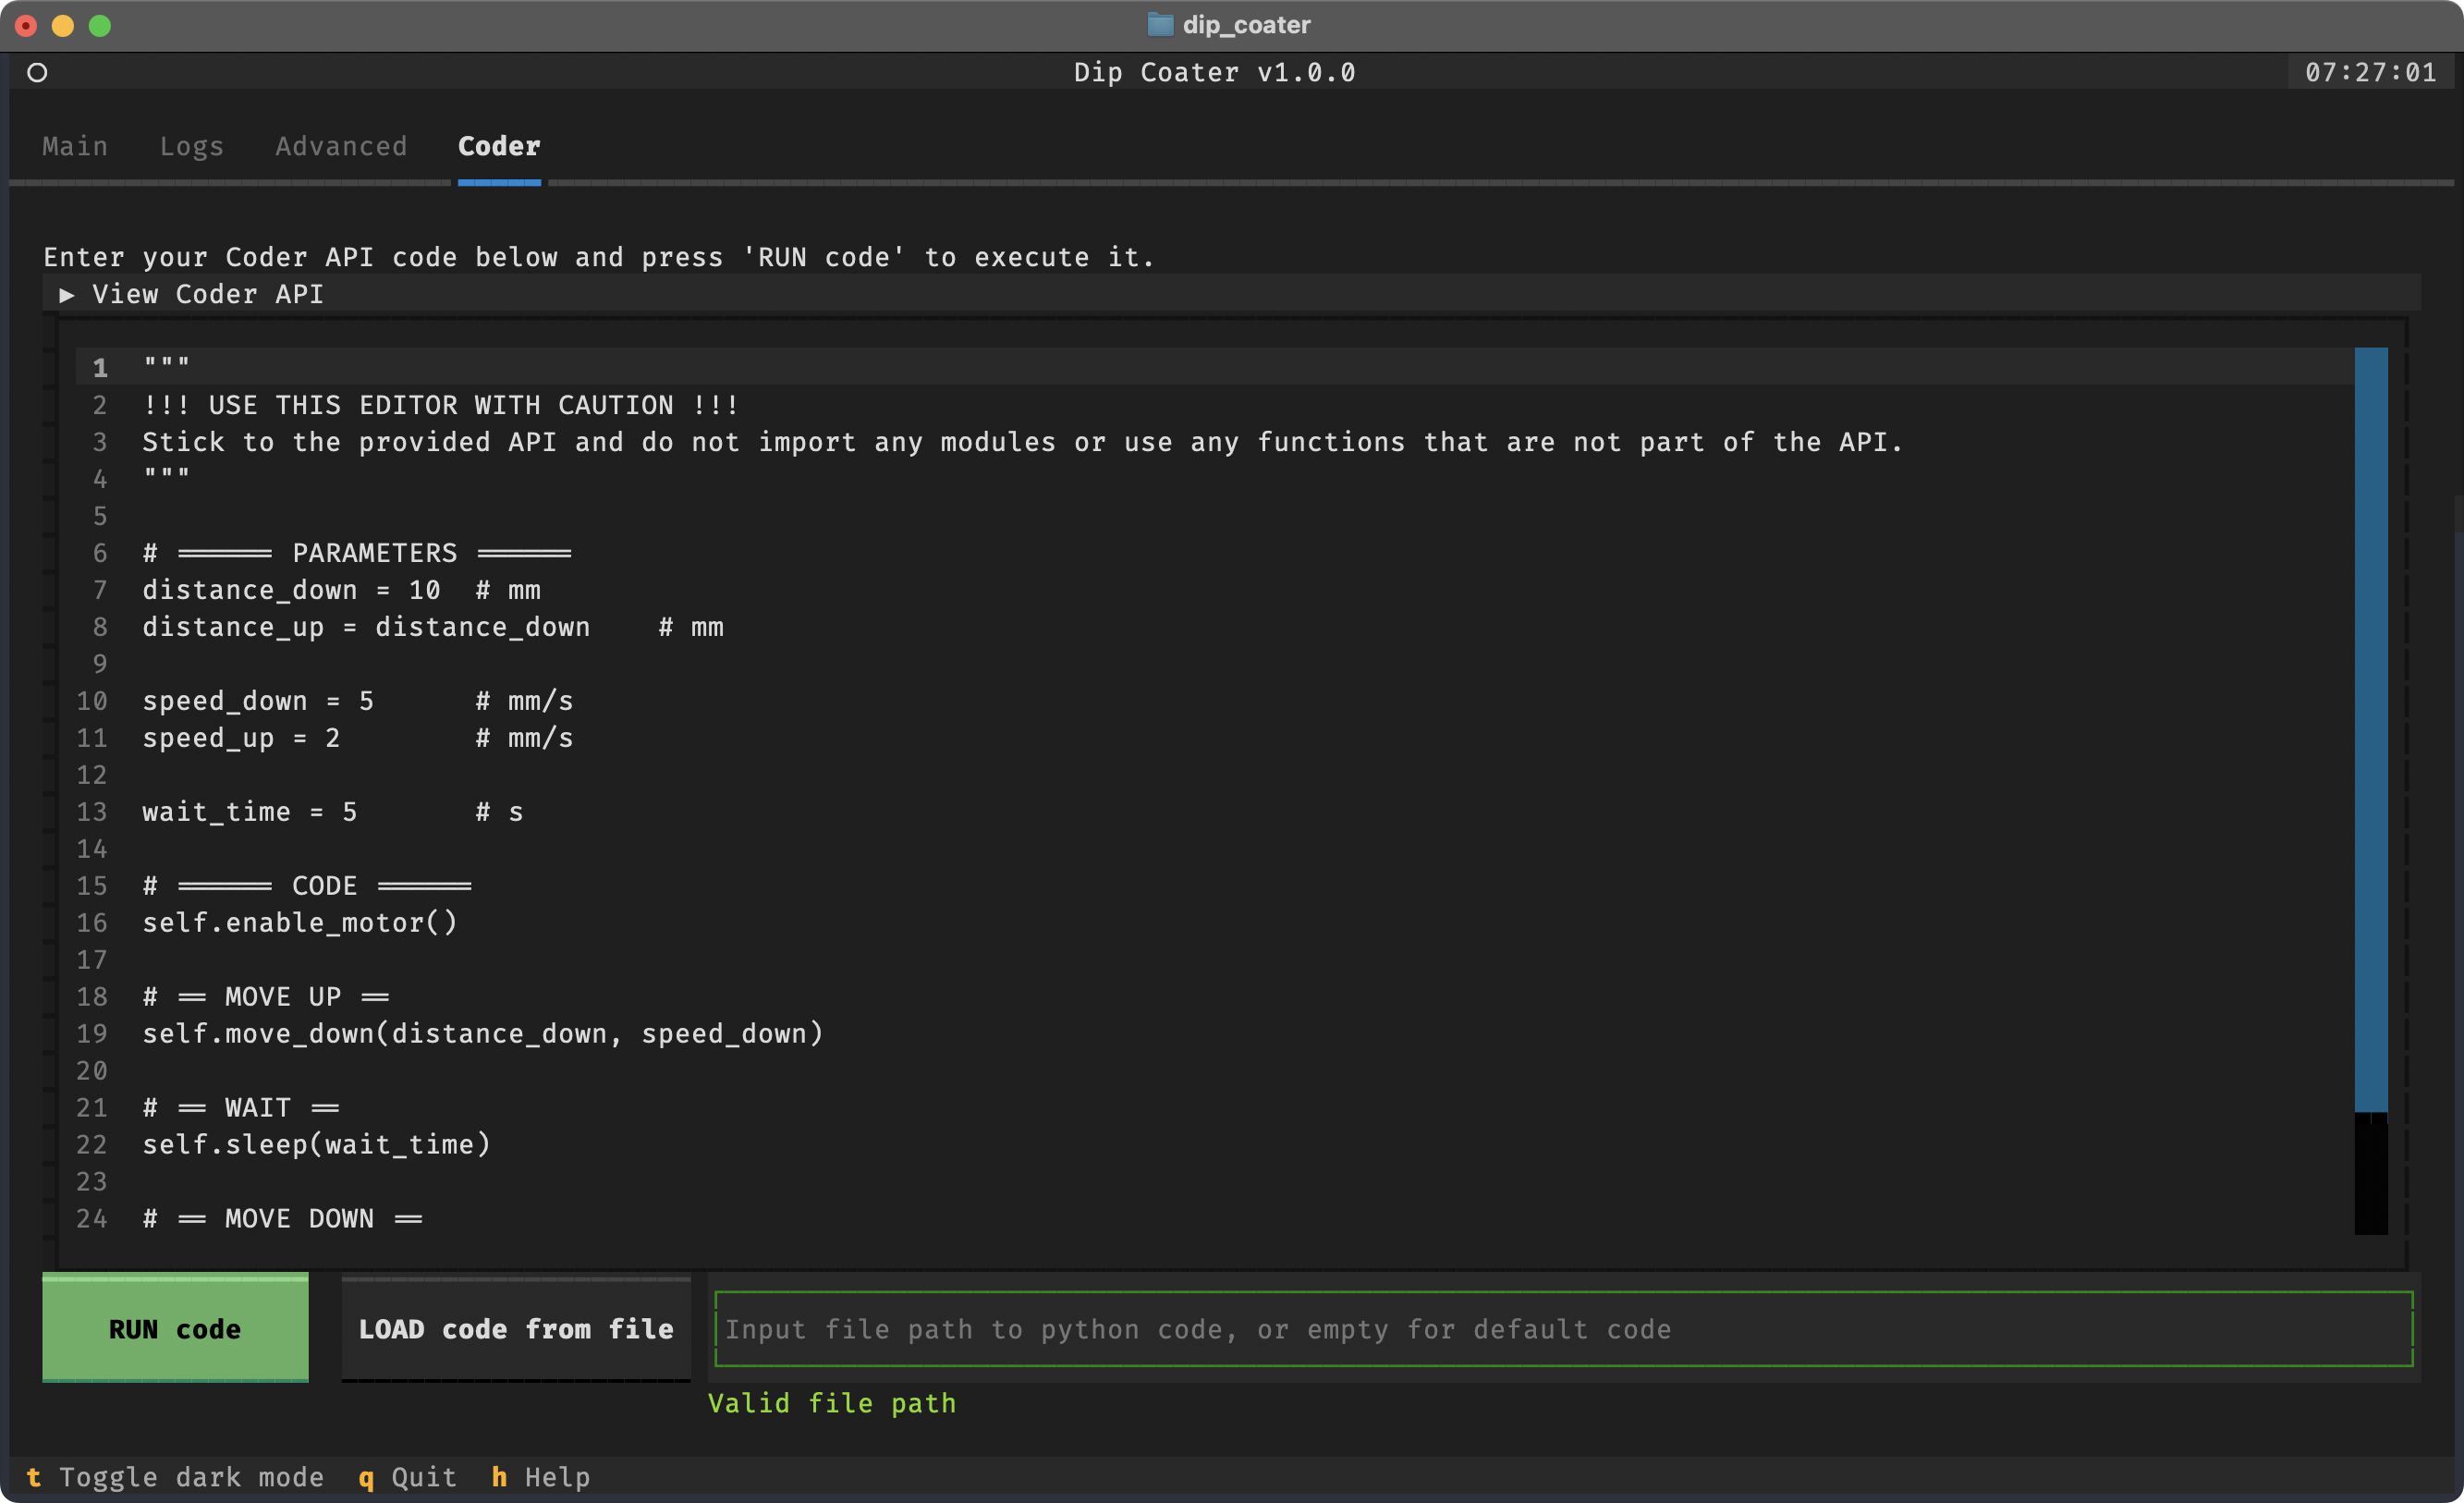 dip_coater
Dip Coater v1.0.0 07:27:01
Main Logs Advanced Coder
Enter your Coder API code below and press 'RUN code' to execute it.
▶ View Coder API
1 """
2 !!! USE THIS EDITOR WITH CAUTION !!!
3 Stick to the provided API and do not import any modules or use any functions that are not part of the API.
4 """
5
6 # ====== PARAMETERS ======
7 distance_down = 10  # mm
8 distance_up = distance_down    # mm
9
10 speed_down = 5      # mm/s
11 speed_up = 2        # mm/s
12
13 wait_time = 5       # s
14
15 # ====== CODE ======
16 self.enable_motor()
17
18 # == MOVE UP ==
19 self.move_down(distance_down, speed_down)
20
21 # == WAIT ==
22 self.sleep(wait_time)
23
24 # == MOVE DOWN ==
RUN code LOAD code from file Input file path to python code, or empty for default code
Valid file path
t Toggle dark mode q Quit h Help